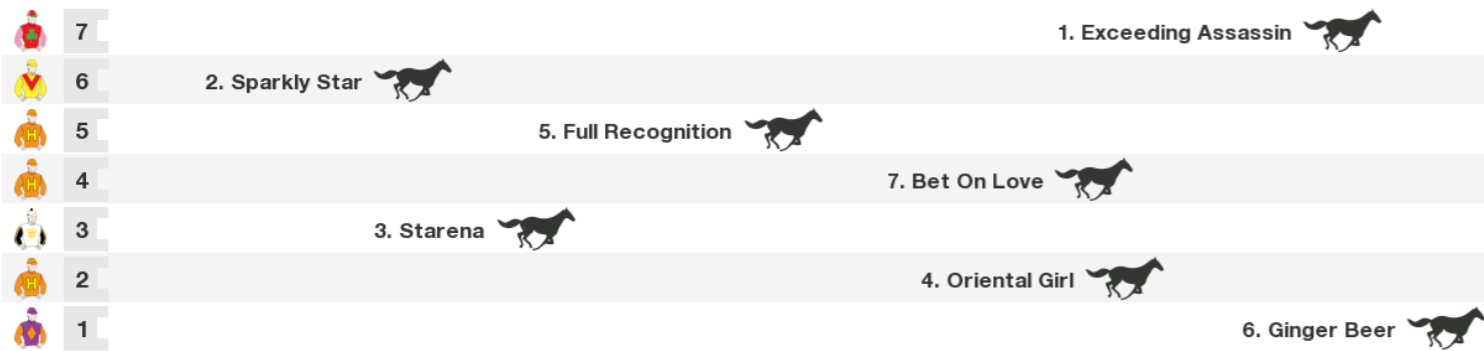 7 1. Exceeding Assassin
6 2. Sparkly Star
H 5 5. Full Recognition
H 4 7. Bet On Love
3 3. Starena
H 2 4. Oriental Girl
1 6. Ginger Beer